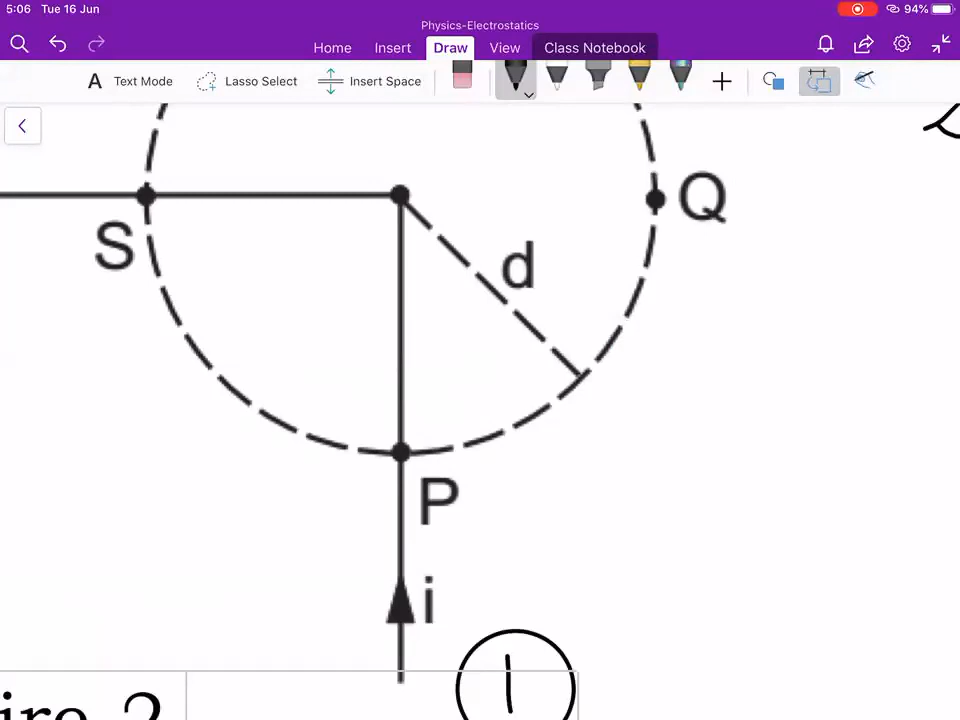 5:06 Tue 16 Jun 94%
Physics-Electrostatics
Home Insert Draw View Class Notebook
A Text Mode Lasso Select Insert Space
Q
S
d
P
i
1